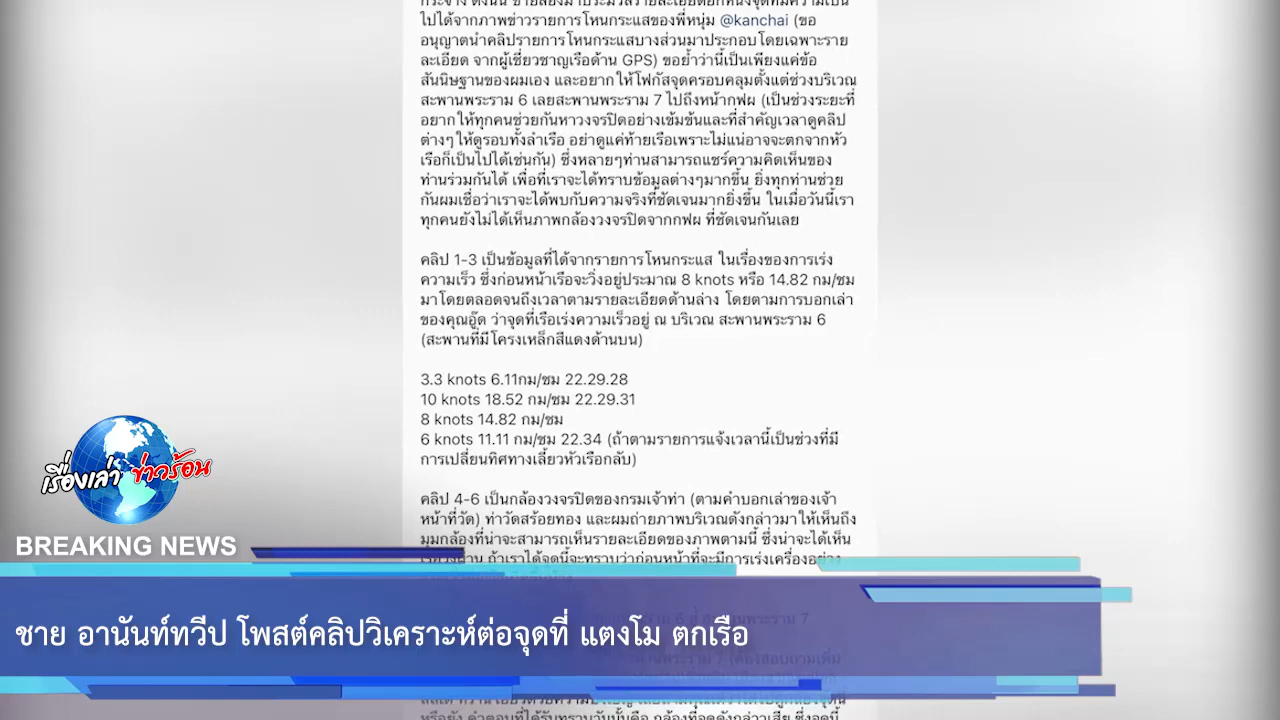 ไปได้จากภาพข่าวรายการโหนกระแสของพี่หนุ่ม @kanchai (ขอ
อนุญาตนำคลิปรายการโหนกระแสบางส่วนมาประกอบโดยเฉพาะราย
ละเอียด จากผู้เชี่ยวชาญเรือด้าน GPS) ขอย้ำว่านี้เป็นเพียงแค่ข้อ
สันนิษฐานของผมเอง และอยากให้โฟกัสจุดครอบคลุมตั้งแต่ช่วงบริเวณ
สะพานพระราม 6 เลยสะพานพระราม 7 ไปถึงหน้ากฟผ (เป็นช่วงระยะที่
อยากให้ทุกคนช่วยกันหาวงจรปิดอย่างเข้มข้นและที่สำคัญเวลาดูคลิป
ต่างๆให้ดูรอบทั้งลำเรือ อย่าดูแค่ท้ายเรือเพราะไม่แน่อาจจะตกจากหัว
เรือก็เป็นไปได้เช่นกัน) ซึ่งหลายๆท่านสามารถแชร์ความคิดเห็นของ
ท่านร่วมกันได้ เพื่อที่เราจะได้ทราบข้อมูลต่างๆมากขึ้น ยิ่งทุกท่านช่วย
กันผมเชื่อว่าเราจะได้พบกับความจริงที่ชัดเจนมากยิ่งขึ้น ในเมื่อวันนี้เรา
ทุกคนยังไม่ได้เห็นภาพกล้องวงจรปิดจากกฟผ ที่ชัดเจนกันเลย
คลิป 1-3 เป็นข้อมูลที่ได้จากรายการโหนกระแส ในเรื่องของการเร่ง
ความเร็ว ซึ่งก่อนหน้าเรือจะวิ่งอยู่ประมาณ 8 knots หรือ 14.82 กม/ชม
มาโดยตลอดจนถึงเวลาตามรายละเอียดด้านล่าง โดยตามการบอกเล่า
ของคุณอู๊ด ว่าจุดที่เรือเร่งความเร็วอยู่ ณ บริเวณ สะพานพระราม 6
(สะพานที่มีโครงเหล็กสีแดงด้านบน)
3.3 knots 6.11กม/ชม 22.29.28
10 knots 18.52 กม/ชม 22.29.31
8 knots 14.82 กม/ชม
6 knots 11.11 กม/ชม 22.34 (ถ้าตามรายการแจ้งเวลานี้เป็นช่วงที่มี
การเปลี่ยนทิศทางเลี้ยวหัวเรือกลับ)
คลิป 4-6 เป็นกล้องวงจรปิดของกรมเจ้าท่า (ตามคำบอกเล่าของเจ้า
หน้าที่วัด) ท่าวัดสร้อยทอง และผมถ่ายภาพบริเวณดังกล่าวมาให้เห็นถึง
มุมกล้องที่น่าจะสามารถเห็นรายละเอียดของภาพตามนี้ ซึ่งน่าจะได้เห็น
ถ้าเราได้จุดนี้จะทราบว่าก่อนหน้าที่จะมีการเร่งเครื่องอย่าง
เรื่องเล่า ข่าวร้อน
BREAKING NEWS
ชาย อานันท์ทวีป โพสต์คลิปวิเคราะห์ต่อจุดที่ แตงโม ตกเรือ